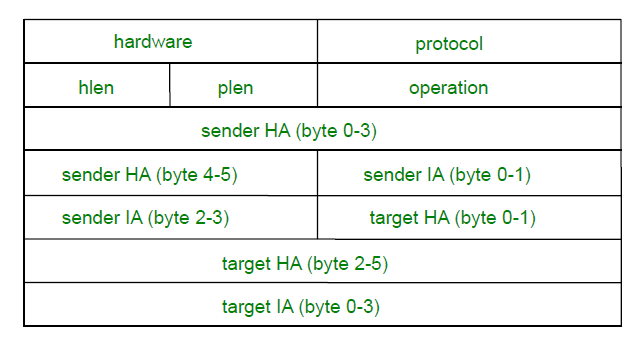 hardware protocol
hlen plen operation
sender HA (byte 0-3)
sender HA (byte 4-5) sender IA (byte 0-1)
sender IA (byte 2-3) target HA (byte 0-1)
target HA (byte 2-5)
target IA (byte 0-3)